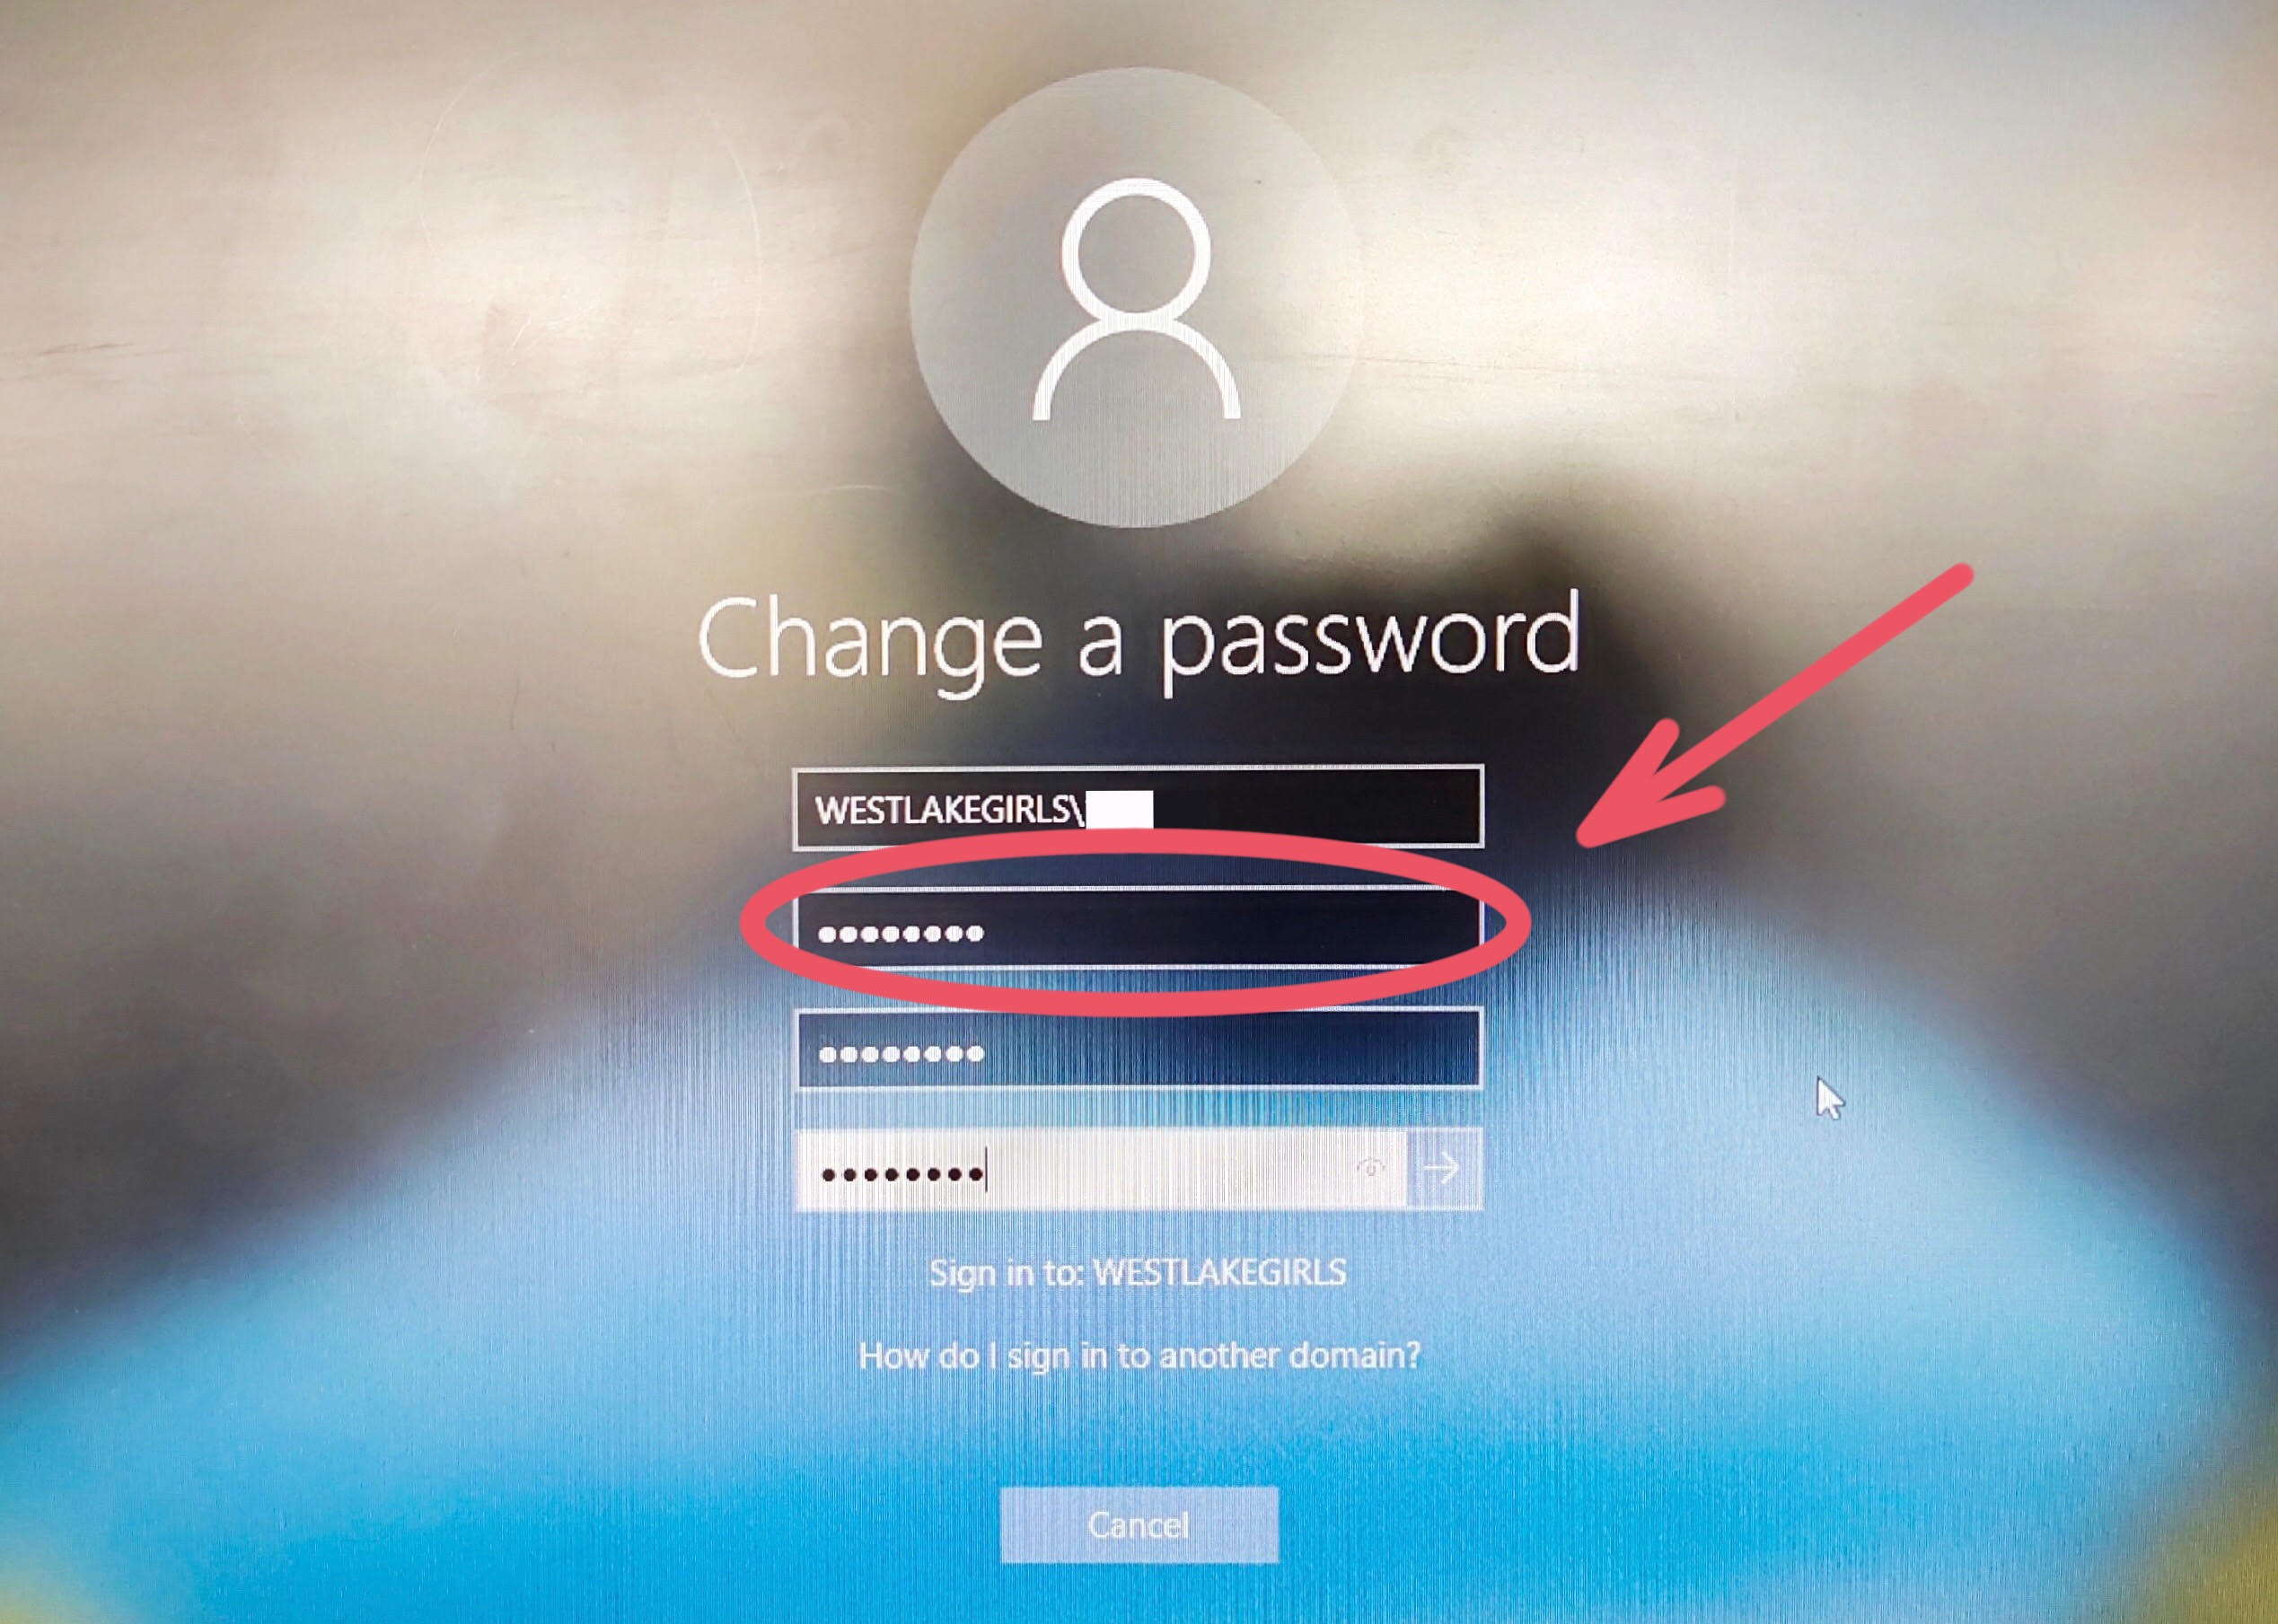 Change a password
WESTLAKEGIRLS\
●●●●●●●●
●●●●●●●●
●●●●●●●●
Sign in to: WESTLAKEGIRLS
How do I sign in to another domain?
Cancel